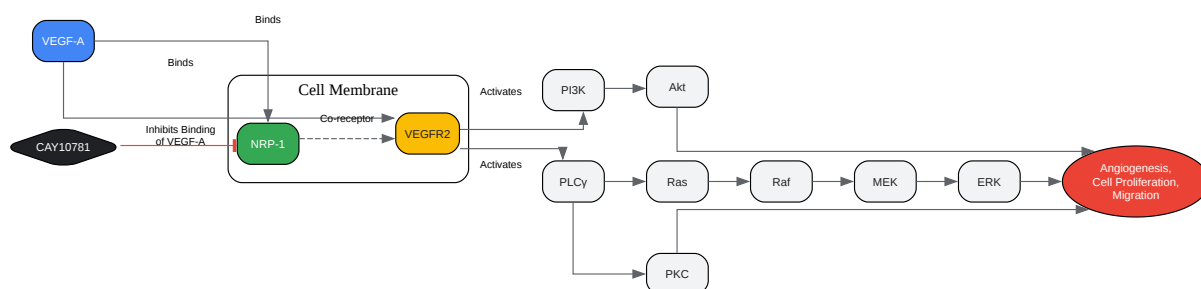 Binds
VEGF-A
Binds
Cell Membrane
Activates
PI3K
Akt
Co-receptor
Inhibits Binding
of VEGF-A
VEGFR2
CAY10781
NRP-1
Activates
PLCγ
Ras
Raf
MEK
ERK
Angiogenesis,
Cell Proliferation,
Migration
PKC